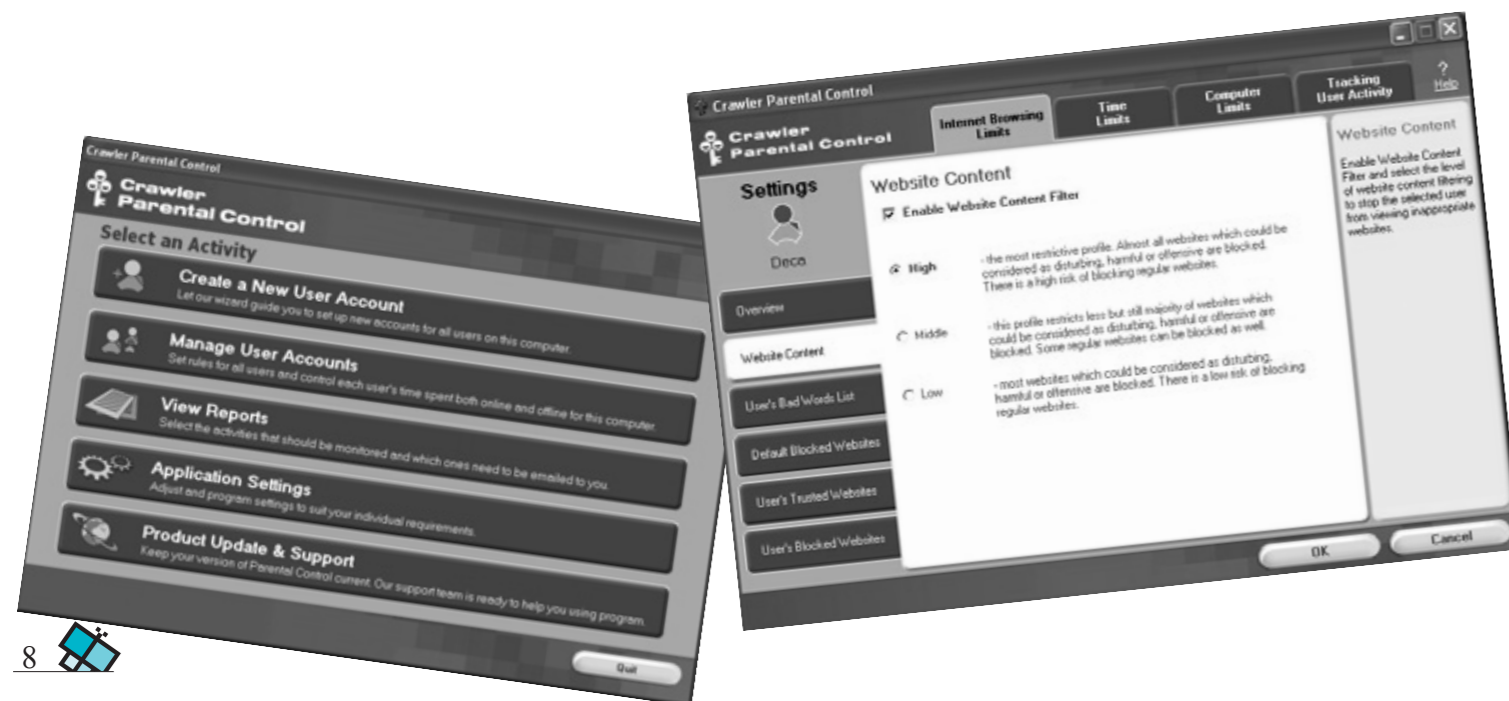 Crawler Parental Control
Crawler
Parental Control
Select an Activity
Create a New User Account
Let our wizard guide you to set up new accounts for all users on this computer.
Manage User Accounts
Set rules for all users and control each user's time spent both online and offline for this computer.
View Reports
Select the activities that should be monitored and which ones need to be emailed to you.
Application Settings
Adjust and program settings to suit your individual requirements.
Product Update & Support
Keep your version of Parental Control current. Our support team is ready to help you using program.
Quit
Crawler Parental Control
Crawler
Parental Control
Internet Browsing
Limits
Time
Limits
Computer
Limits
Tracking
User Activity
?
Help
Settings
Deca
Overview
Website Content
User's Bad Words List
Default Blocked Websites
User's Trusted Websites
User's Blocked Websites
Website Content
Enable Website Content Filter
High
- the most restrictive profile. Almost all websites which could be
considered as disturbing, harmful or offensive are blocked.
There is a high risk of blocking regular websites.
Middle
- this profile restricts less but still majority of websites which
could be considered as disturbing, harmful or offensive are
blocked. Some regular websites can be blocked as well.
Low
- most websites which could be considered as disturbing,
harmful or offensive are blocked. There is a low risk of blocking
regular websites.
Website Content
Enable Website Content
Filter and select the level
of website content filtering
to stop the selected user
from viewing inappropriate
websites.
OK
Cancel
8